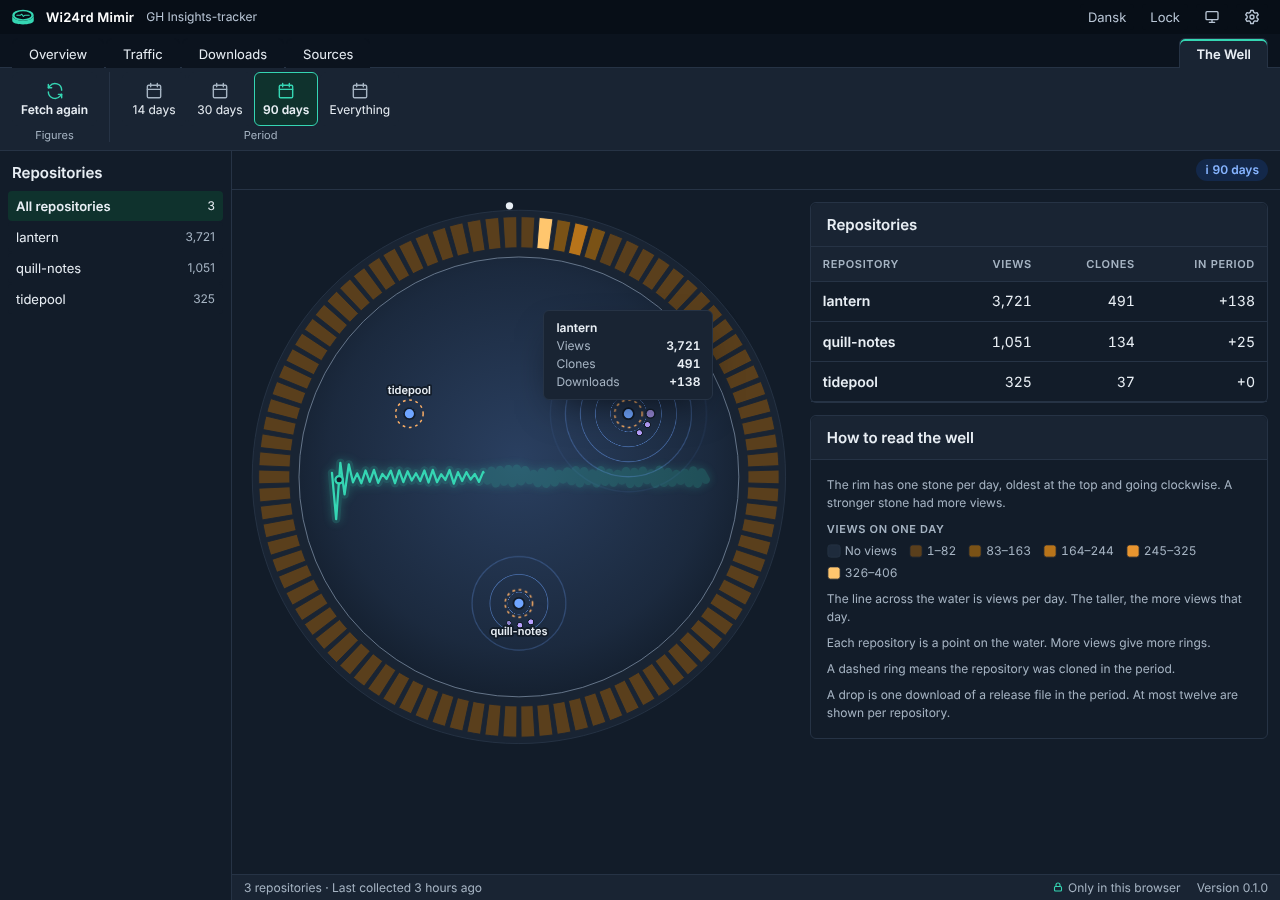 Wi24rd Mimir GH Insights-tracker Dansk Lock
Overview Traffic Downloads Sources The Well
Fetch again 14 days 30 days 90 days Everything
Figures Period
Repositories
All repositories 3
lantern 3,721
quill-notes 1,051
tidepool 325
i 90 days
lantern
Views 3,721
Clones 491
Downloads +138
tidepool
quill-notes
Repositories
REPOSITORY VIEWS CLONES IN PERIOD
lantern 3,721 491 +138
quill-notes 1,051 134 +25
tidepool 325 37 +0
How to read the well
The rim has one stone per day, oldest at the top and going clockwise. A
stronger stone had more views.
VIEWS ON ONE DAY
No views 1–82 83–163 164–244 245–325
326–406
The line across the water is views per day. The taller, the more views that
day.
Each repository is a point on the water. More views give more rings.
A dashed ring means the repository was cloned in the period.
A drop is one download of a release file in the period. At most twelve are
shown per repository.
3 repositories · Last collected 3 hours ago Only in this browser Version 0.1.0